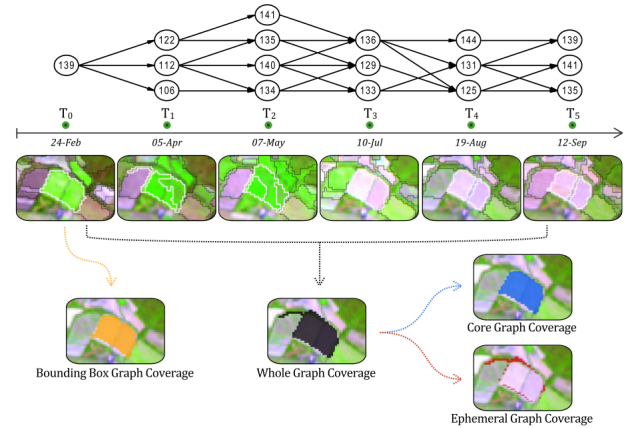 141
122 135 136 144 139
139 112 140 129 131 141
106 134 133 125 135
T0 T1 T2 T3 T4 T5
24-Feb 05-Apr 07-May 10-Jul 19-Aug 12-Sep
Core Graph Coverage
Bounding Box Graph Coverage Whole Graph Coverage
Ephemeral Graph Coverage